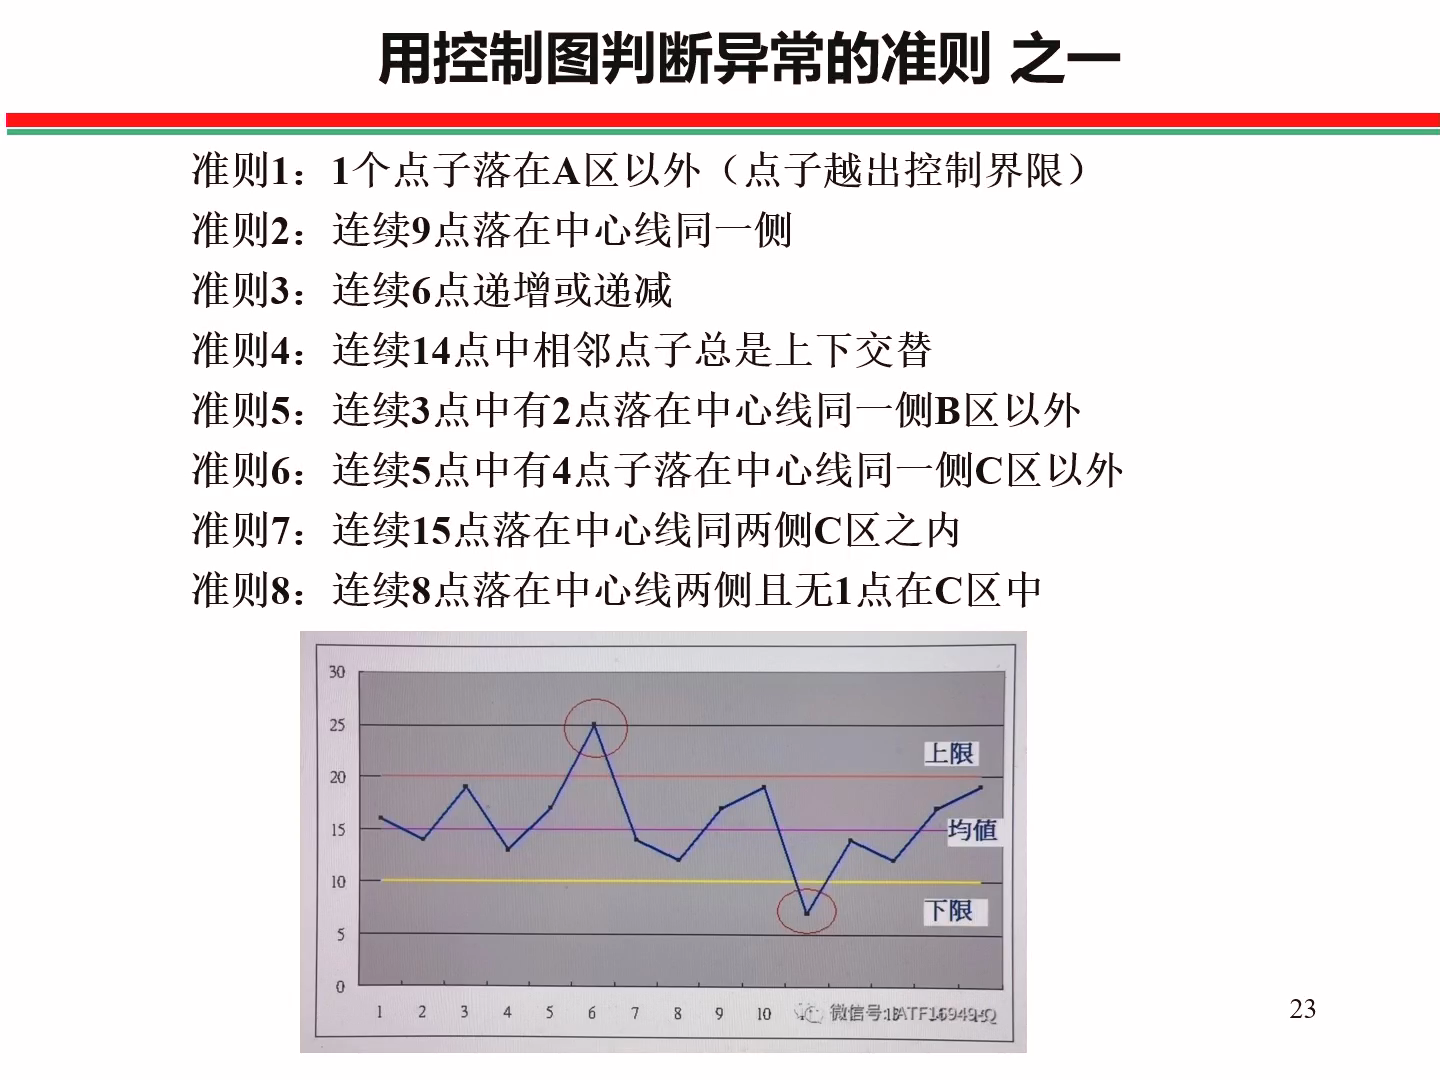 用控制图判断异常的准则 之一
准则1：1个点子落在A区以外（点子越出控制界限）
准则2：连续9点落在中心线同一侧
准则3：连续6点递增或递减
准则4：连续14点中相邻点子总是上下交替
准则5：连续3点中有2点落在中心线同一侧B区以外
准则6：连续5点中有4点子落在中心线同一侧C区以外
准则7：连续15点落在中心线同两侧C区之内
准则8：连续8点落在中心线两侧且无1点在C区中
30
25
上限
20
15
均值
10
下限
5
0
1 2 3 4 5 6 7 8 9 10
微信号: IATF16949-Q
23